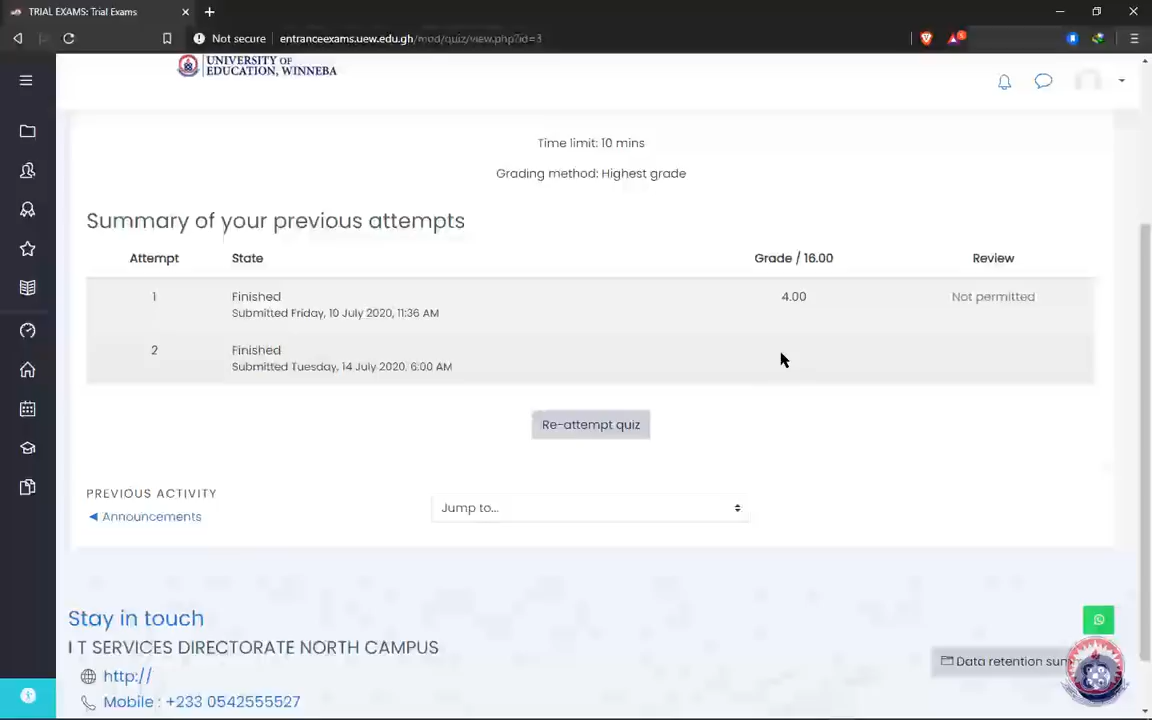 TRIAL EXAMS: Trial Exams
Not secure entranceexams.uew.edu.gh/mod/quiz/view.php?id=3
UNIVERSITY OF
EDUCATION, WINNEBA
Time limit: 10 mins
Grading method: Highest grade
Summary of your previous attempts
Attempt State Grade / 16.00 Review
1 Finished 4.00 Not permitted
Submitted Friday, 10 July 2020, 11:36 AM
2 Finished
Submitted Tuesday, 14 July 2020, 6:00 AM
Re-attempt quiz
PREVIOUS ACTIVITY
◀ Announcements
Jump to...
Stay in touch
I T SERVICES DIRECTORATE NORTH CAMPUS
Data retention sum
http://
Mobile : +233 0542555527